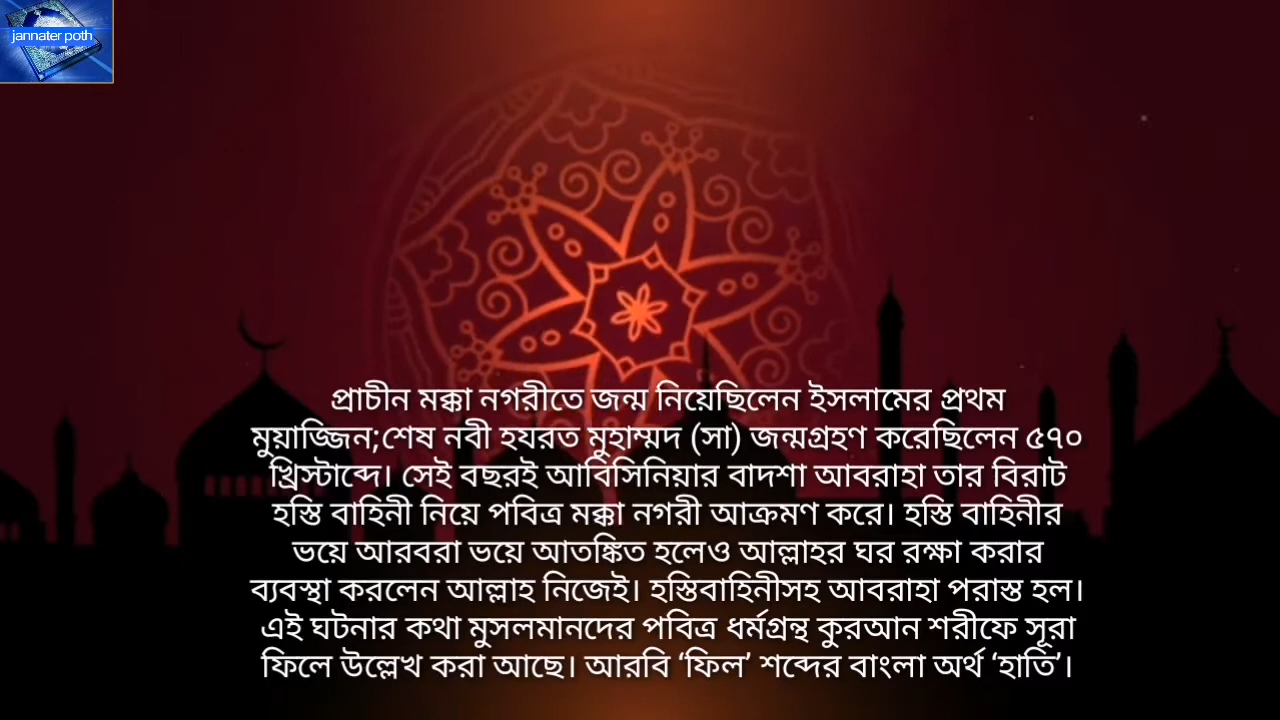 jannater poth
প্রাচীন মক্কা নগরীতে জন্ম নিয়েছিলেন ইসলামের প্রথম
মুয়াজ্জিন;শেষ নবী হযরত মুহাম্মদ (সা) জন্মগ্রহণ করেছিলেন ৫৭০
খ্রিস্টাব্দে। সেই বছরই আবিসিনিয়ার বাদশা আবরাহা তার বিরাট
হস্তি বাহিনী নিয়ে পবিত্র মক্কা নগরী আক্রমণ করে। হস্তি বাহিনীর
ভয়ে আরবরা ভয়ে আতঙ্কিত হলেও আল্লাহর ঘর রক্ষা করার
ব্যবস্থা করলেন আল্লাহ নিজেই। হস্তিবাহিনীসহ আবরাহা পরাস্ত হল।
এই ঘটনার কথা মুসলমানদের পবিত্র ধর্মগ্রন্থ কুরআন শরীফে সূরা
ফিলে উল্লেখ করা আছে। আরবি ‘ফিল’ শব্দের বাংলা অর্থ ‘হাতি’।